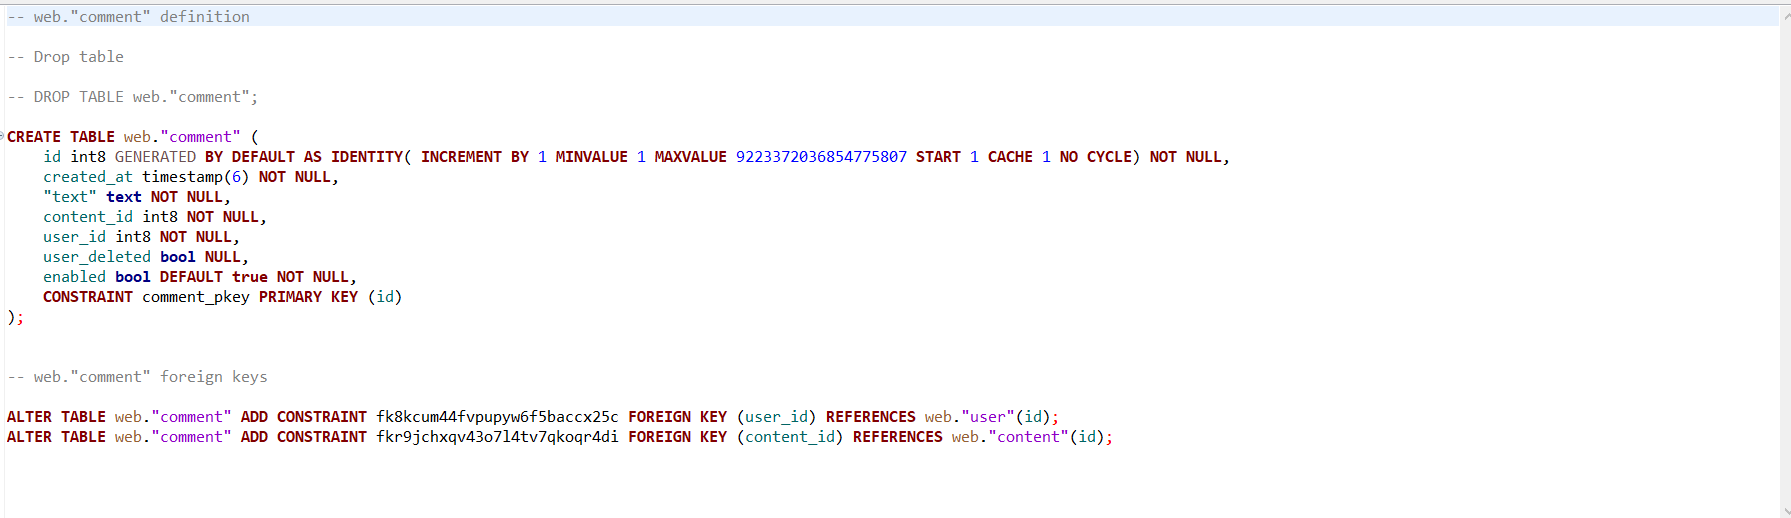 -- web."comment" definition
-- Drop table
-- DROP TABLE web."comment";
CREATE TABLE web."comment" (
id int8 GENERATED BY DEFAULT AS IDENTITY( INCREMENT BY 1 MINVALUE 1 MAXVALUE 9223372036854775807 START 1 CACHE 1 NO CYCLE) NOT NULL,
created_at timestamp(6) NOT NULL,
"text" text NOT NULL,
content_id int8 NOT NULL,
user_id int8 NOT NULL,
user_deleted bool NULL,
enabled bool DEFAULT true NOT NULL,
CONSTRAINT comment_pkey PRIMARY KEY (id)
);
-- web."comment" foreign keys
ALTER TABLE web."comment" ADD CONSTRAINT fk8kcum44fvpupyw6f5baccx25c FOREIGN KEY (user_id) REFERENCES web."user"(id);
ALTER TABLE web."comment" ADD CONSTRAINT fkr9jchxqv43o7l4tv7qkoqr4di FOREIGN KEY (content_id) REFERENCES web."content"(id);